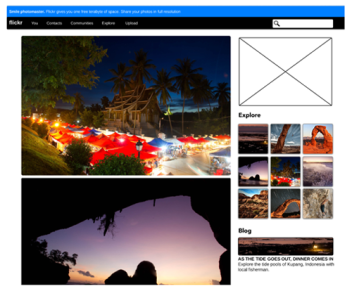 Smile photomaster. Flickr gives you one free terabyte of space. Share your photos in full resolution
flickr You Contacts Communities Explore Upload
Explore
Blog
AS THE TIDE GOES OUT, DINNER COMES IN
Explore the tide pools of Kupang, Indonesia with
local fisherman.